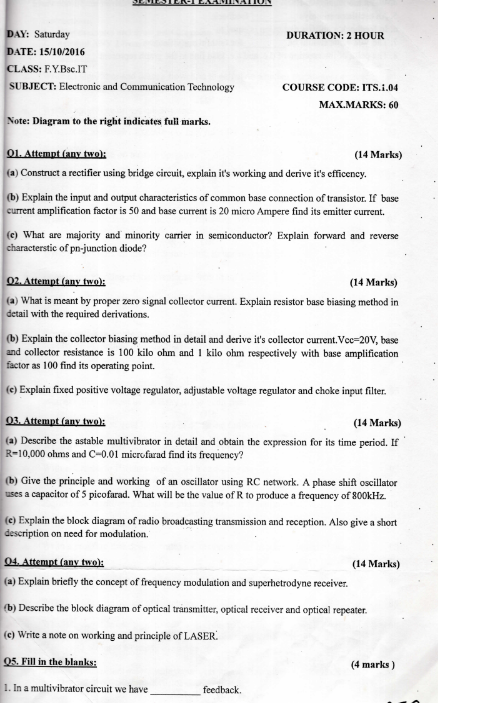 SEMESTER-I EXAMINATION
DAY: Saturday DURATION: 2 HOUR
DATE: 15/10/2016
CLASS: F.Y.Bsc.IT
SUBJECT: Electronic and Communication Technology COURSE CODE: ITS.1.04
MAX.MARKS: 60
Note: Diagram to the right indicates full marks.
Q1. Attempt (any two): (14 Marks)
(a) Construct a rectifier using bridge circuit, explain it's working and derive it's efficency.
(b) Explain the input and output characteristics of common base connection of transistor. If base
current amplification factor is 50 and base current is 20 micro Ampere find its emitter current.
(c) What are majority and minority carrier in semiconductor? Explain forward and reverse
characterstic of pn-junction diode?
Q2. Attempt (any two): (14 Marks)
(a) What is meant by proper zero signal collector current. Explain resistor base biasing method in
detail with the required derivations.
(b) Explain the collector biasing method in detail and derive it's collector current.Vcc=20V, base
and collector resistance is 100 kilo ohm and 1 kilo ohm respectively with base amplification
factor as 100 find its operating point.
(c) Explain fixed positive voltage regulator, adjustable voltage regulator and choke input filter.
Q3. Attempt (any two): (14 Marks)
(a) Describe the astable multivibrator in detail and obtain the expression for its time period. If
R=10,000 ohms and C=0.01 microfarad find its frequency?
(b) Give the principle and working of an oscillator using RC network. A phase shift oscillator
uses a capacitor of 5 picofarad. What will be the value of R to produce a frequency of 800kHz.
(c) Explain the block diagram of radio broadcasting transmission and reception. Also give a short
description on need for modulation.
Q4. Attempt (any two): (14 Marks)
(a) Explain briefly the concept of frequency modulation and superhetrodyne receiver.
(b) Describe the block diagram of optical transmitter, optical receiver and optical repeater.
(c) Write a note on working and principle of LASER.
Q5. Fill in the blanks: (4 marks )
1. In a multivibrator circuit we have __________ feedback.